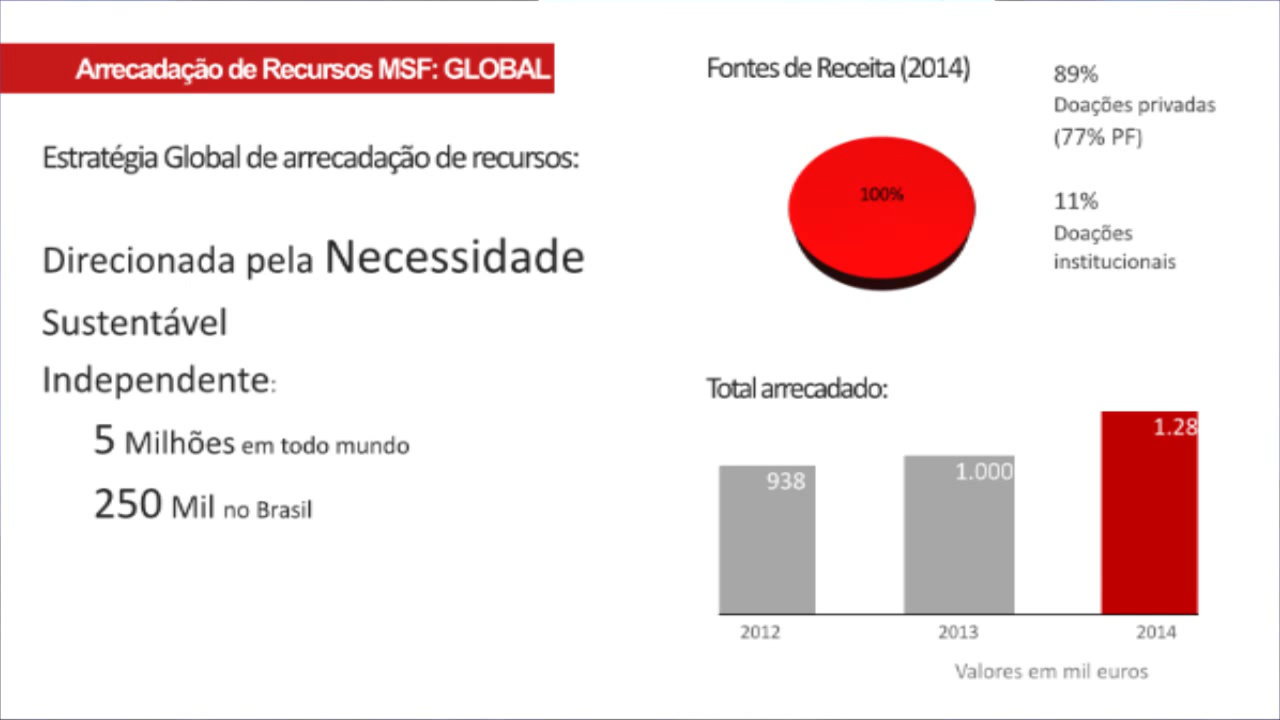 Arrecadação de Recursos MSF: GLOBAL
Estratégia Global de arrecadação de recursos:
Direcionada pela Necessidade
Sustentável
Independente:
5 Milhões em todo mundo
250 Mil no Brasil
Fontes de Receita (2014)
100%
89%
Doações privadas
(77% PF)
11%
Doações
institucionais
Total arrecadado:
938
1.000
1.28
2012
2013
2014
Valores em mil euros